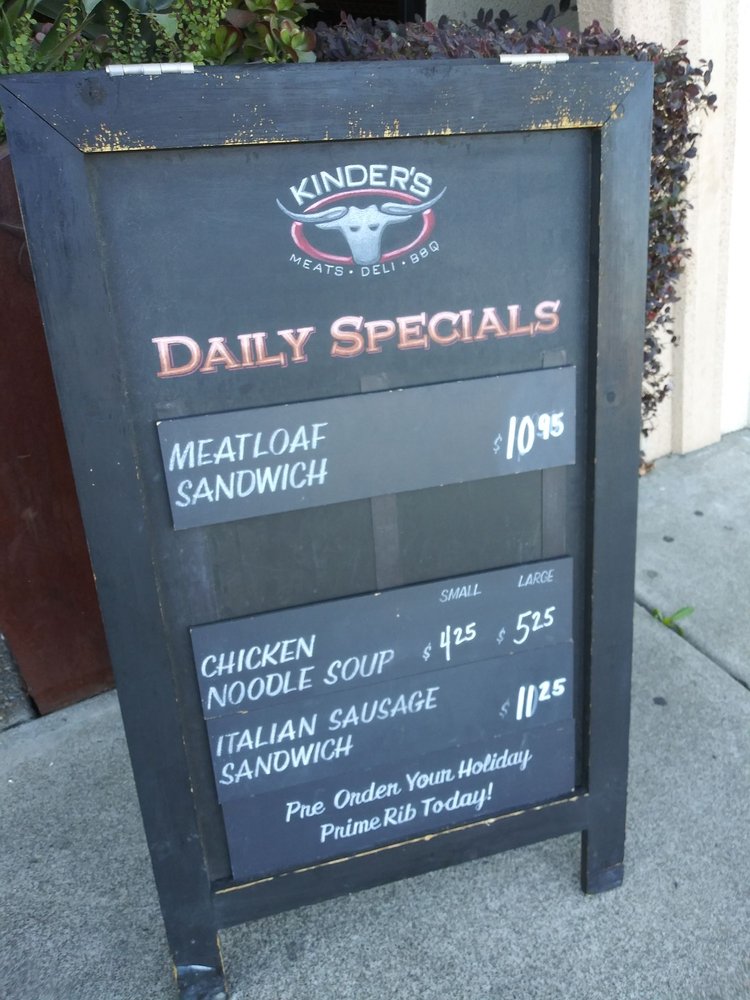 KINDER'S
MEATS • DELI • BBQ
DAILY SPECIALS
MEATLOAF
SANDWICH $10.95
SMALL LARGE
CHICKEN
NOODLE SOUP $4.25 $5.25
ITALIAN SAUSAGE
SANDWICH $11.25
Pre Order Your Holiday
Prime Rib Today!